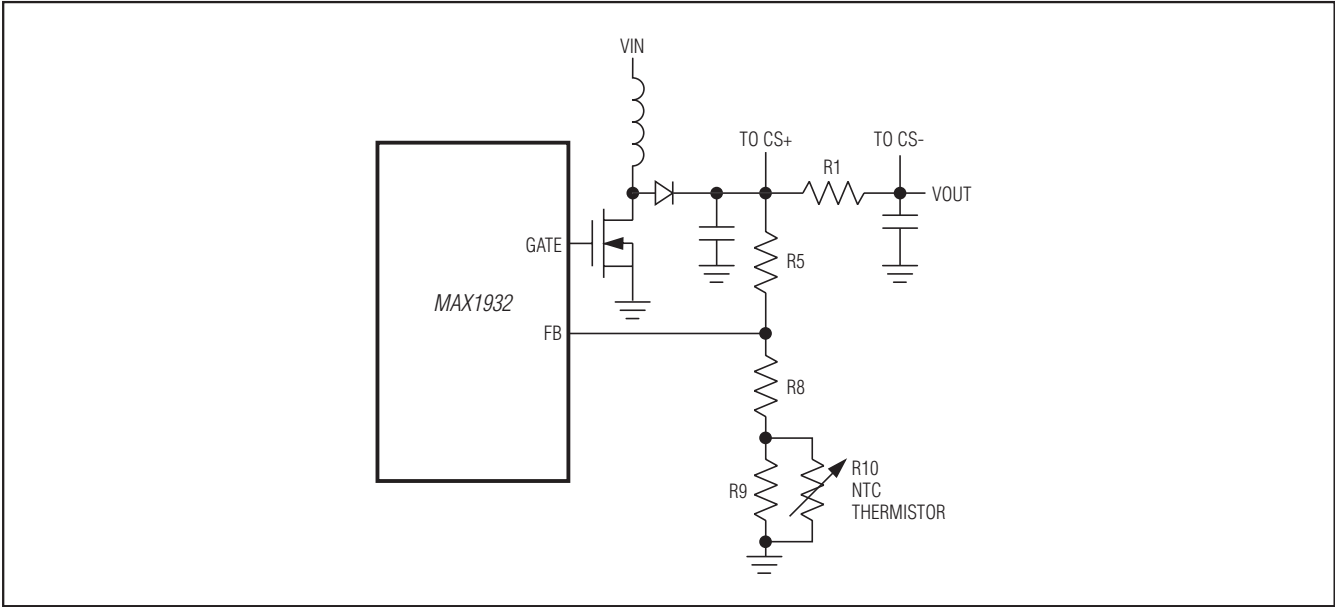 VIN
TO CS+
TO CS-
R1
VOUT
GATE
R5
MAX1932
FB
R8
R9
R10
NTC
THERMISTOR